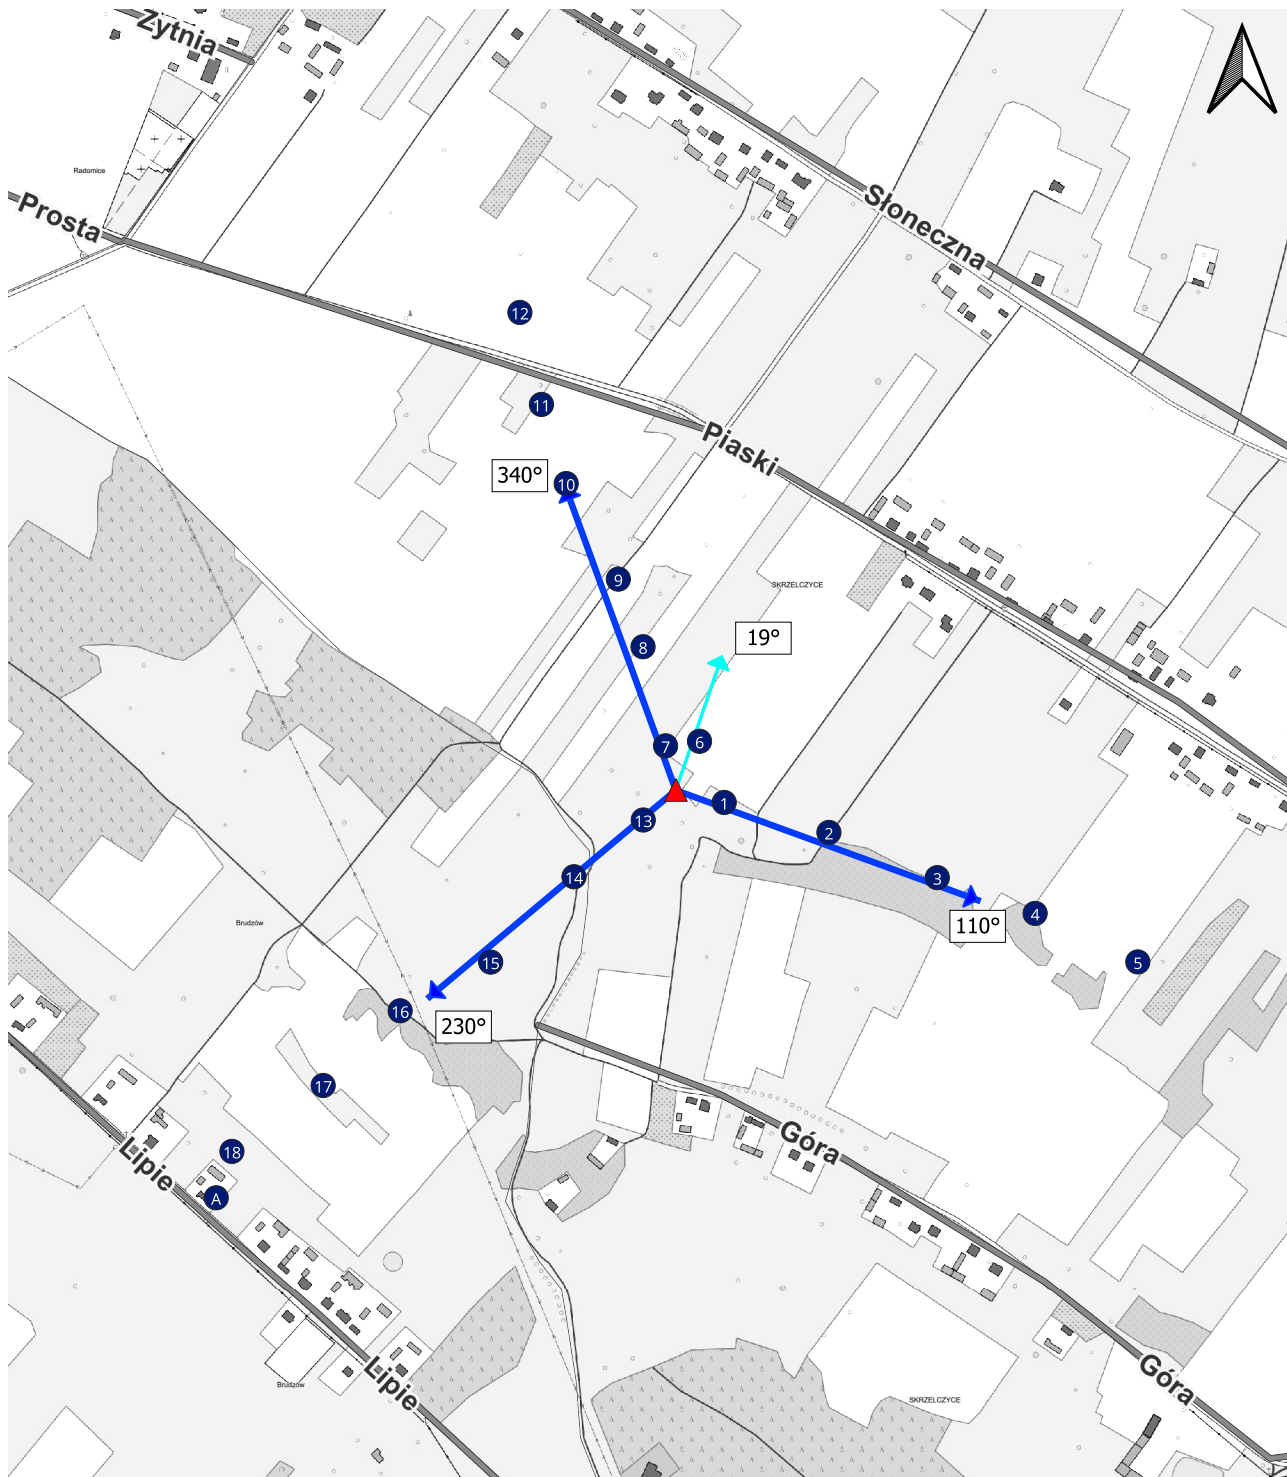 Żytnia
Radomice
Prosta
Słoneczna
12
11
Piaski
340°
10
9
SKRZELCZYCE
8
19°
7
6
1
13
2
14
3
4
110°
Brudzów
15
5
16
230°
17
Góra
18
Lipie
A
Lipie
Góra
Brudzów
SKRZELCZYCE